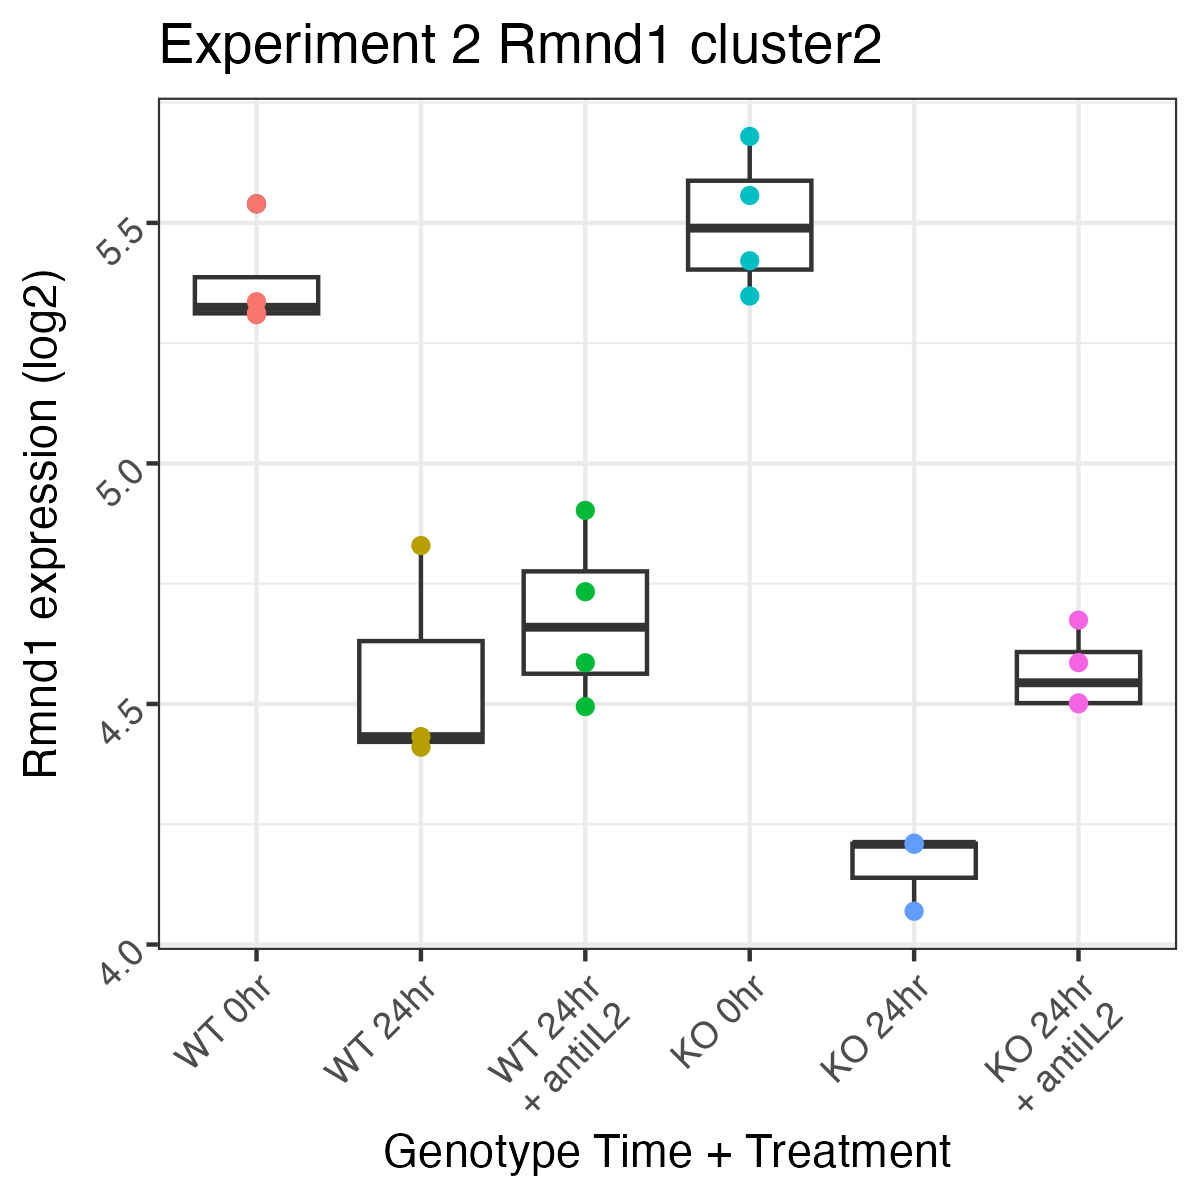 Experiment 2 Rmnd1 cluster2
Rmnd1 expression (log2)
5.5
5.0
4.5
4.0
WT 0hr
WT 24hr
WT 24hr
+ antiIL2
KO 0hr
KO 24hr
KO 24hr
+ antiIL2
Genotype Time + Treatment